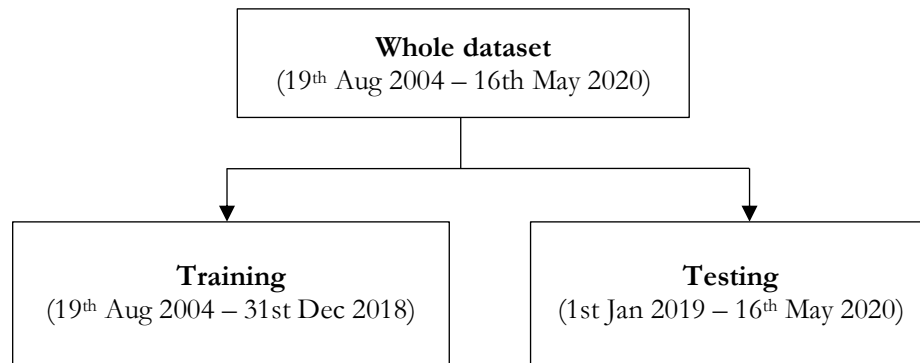 Whole dataset
(19th Aug 2004 – 16th May 2020)
Training
(19th Aug 2004 – 31st Dec 2018)
Testing
(1st Jan 2019 – 16th May 2020)